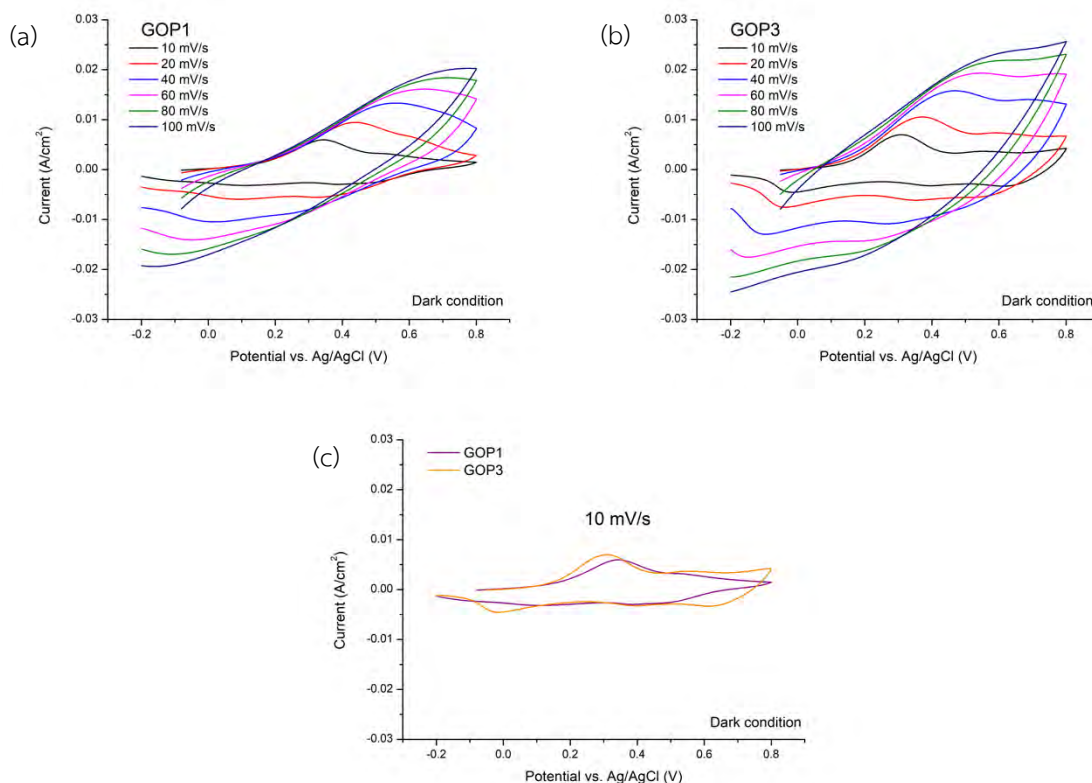 (a)
GOP1
10 mV/s
20 mV/s
40 mV/s
60 mV/s
80 mV/s
100 mV/s
0.03
0.02
0.01
0.00
-0.01
-0.02
-0.03
Current (A/cm²)
Dark condition
-0.2 0.0 0.2 0.4 0.6 0.8
Potential vs. Ag/AgCl (V)
(b)
GOP3
10 mV/s
20 mV/s
40 mV/s
60 mV/s
80 mV/s
100 mV/s
0.03
0.02
0.01
0.00
-0.01
-0.02
-0.03
Current (A/cm²)
Dark condition
-0.2 0.0 0.2 0.4 0.6 0.8
Potential vs. Ag/AgCl (V)
(c)
GOP1
GOP3
10 mV/s
0.03
0.02
0.01
0.00
-0.01
-0.02
-0.03
Current (A/cm²)
Dark condition
-0.2 0.0 0.2 0.4 0.6 0.8
Potential vs. Ag/AgCl (V)